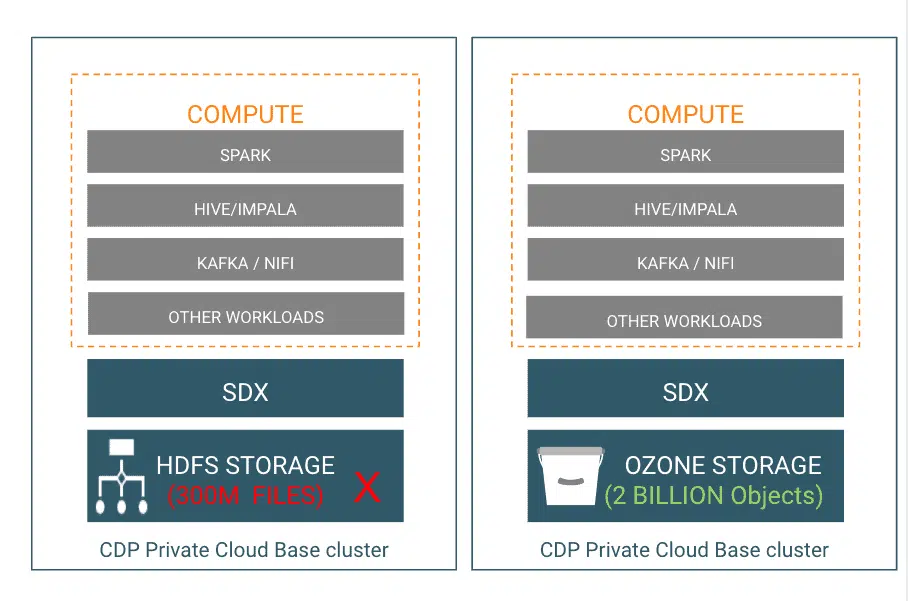 COMPUTE
SPARK
HIVE/IMPALA
KAFKA / NIFI
OTHER WORKLOADS
SDX
HDFS STORAGE
(300M FILES)
X
CDP Private Cloud Base cluster
COMPUTE
SPARK
HIVE/IMPALA
KAFKA / NIFI
OTHER WORKLOADS
SDX
OZONE STORAGE
(2 BILLION Objects)
CDP Private Cloud Base cluster